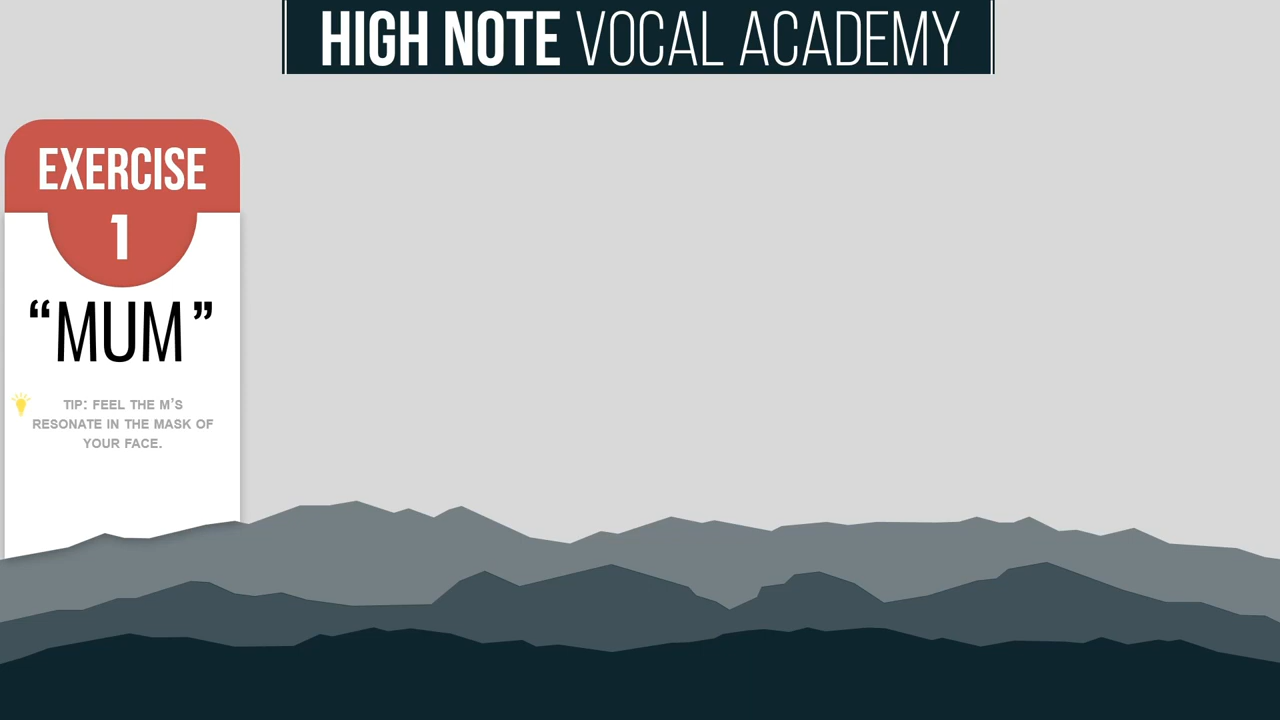 HIGH NOTE VOCAL ACADEMY
EXERCISE
1
“MUM”
TIP: FEEL THE M’S
RESONATE IN THE MASK OF
YOUR FACE.